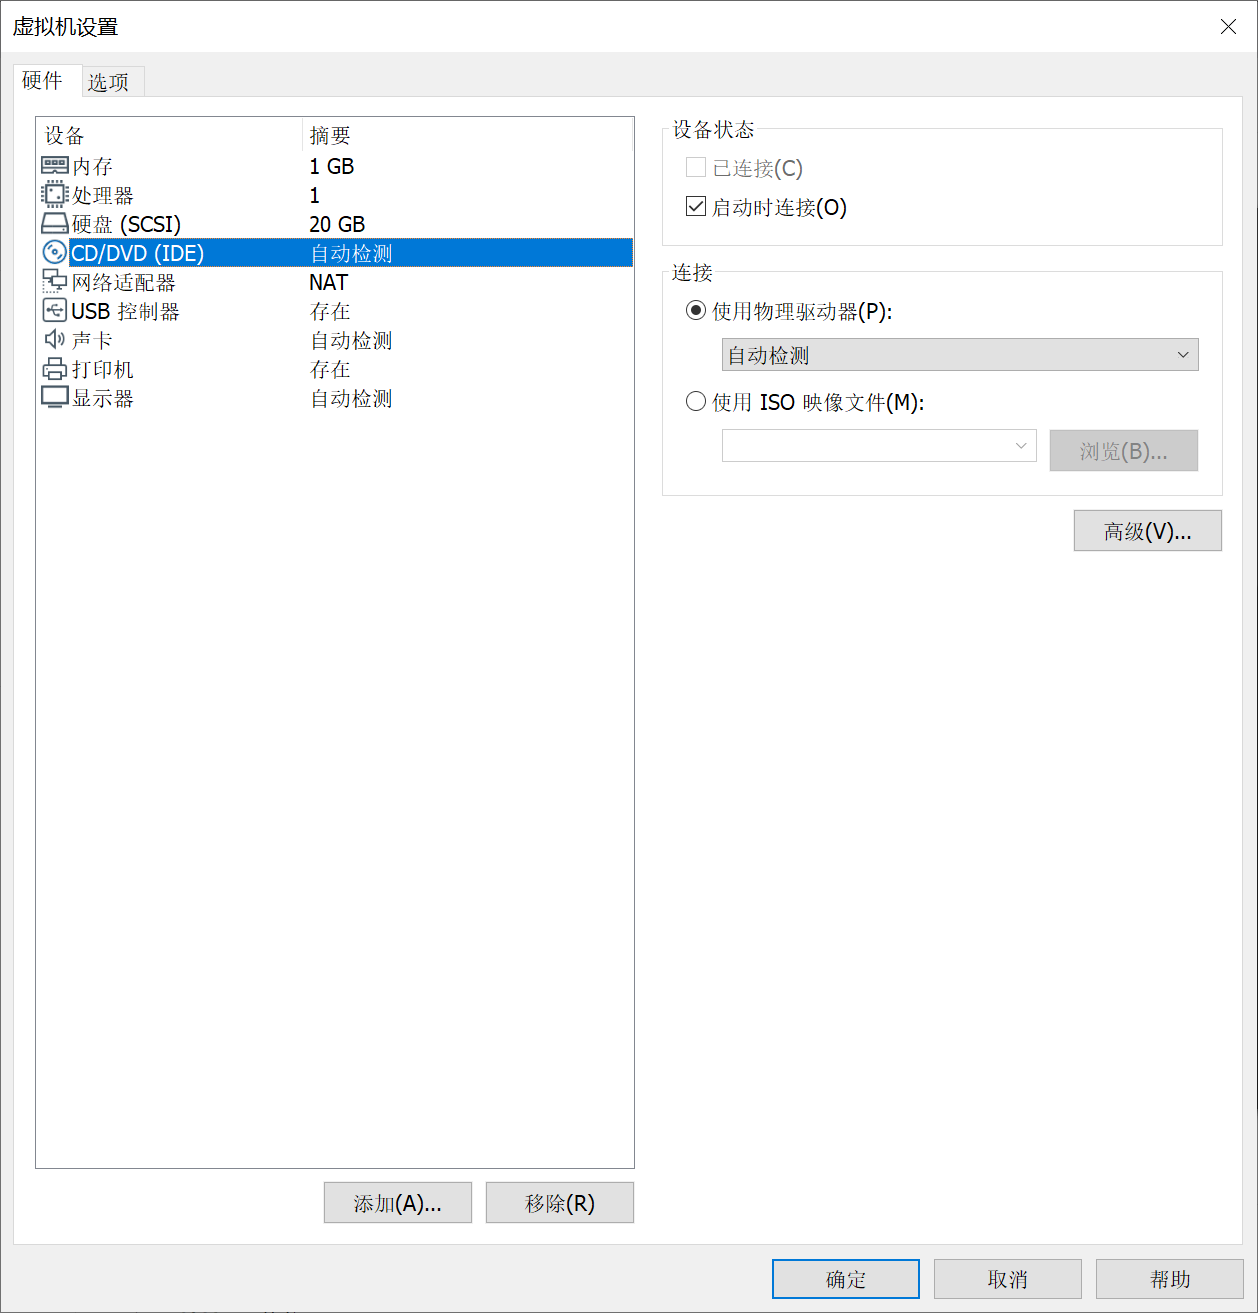 虚拟机设置
硬件 选项
设备 摘要
内存 1 GB
处理器 1
硬盘 (SCSI) 20 GB
CD/DVD (IDE) 自动检测
网络适配器 NAT
USB 控制器 存在
声卡 自动检测
打印机 存在
显示器 自动检测
添加(A)... 移除(R)
设备状态
已连接(C)
启动时连接(O)
连接
使用物理驱动器(P):
自动检测
使用 ISO 映像文件(M):
浏览(B)...
高级(V)...
确定 取消 帮助